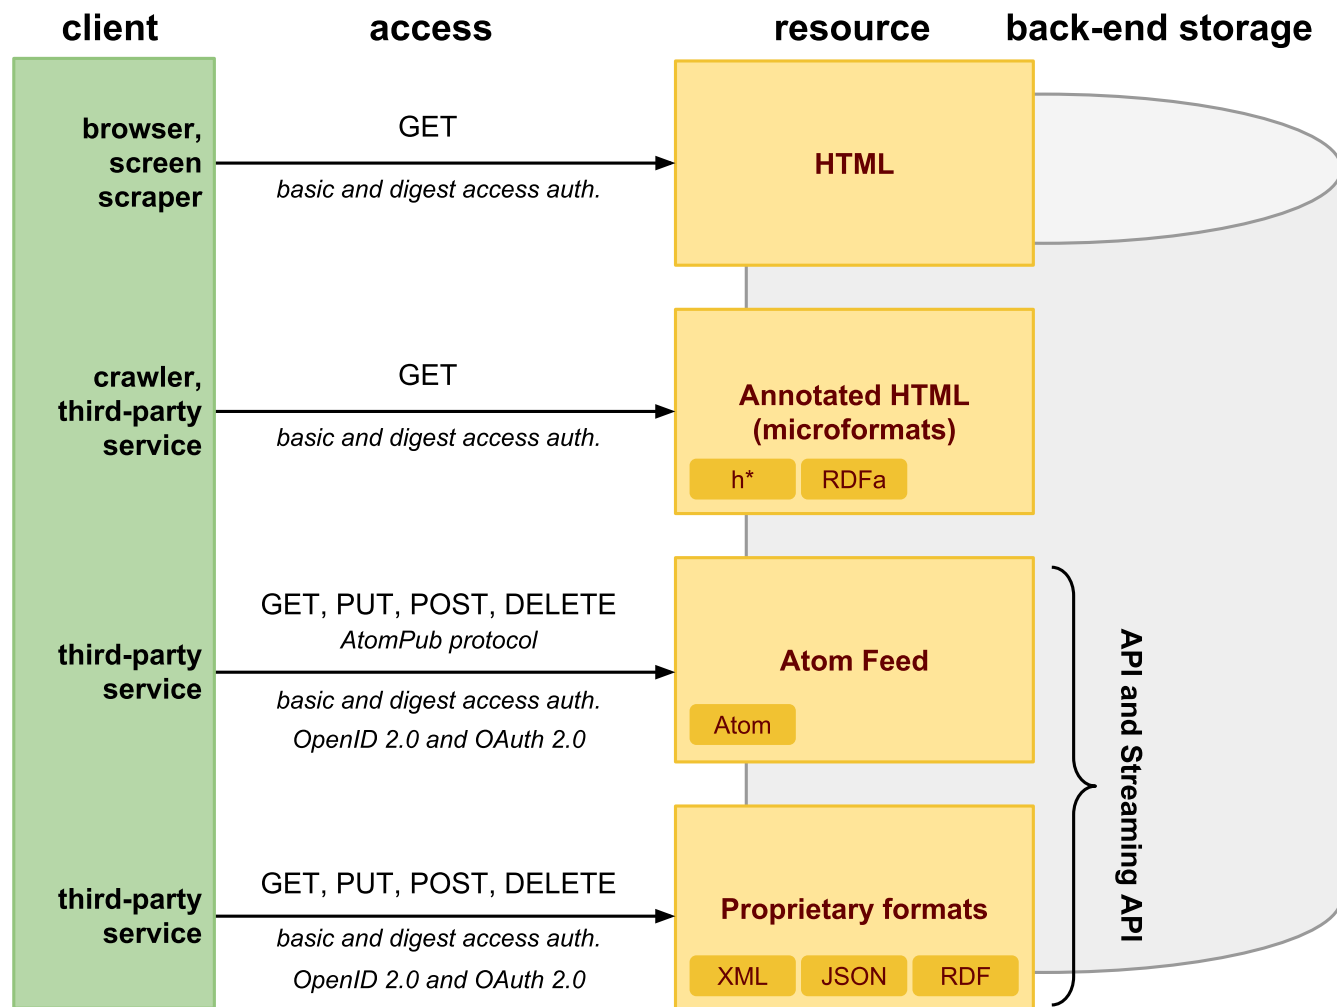 client
access
resource
back-end storage
browser,
screen
scraper
GET
basic and digest access auth.
HTML
crawler,
third-party
service
GET
basic and digest access auth.
Annotated HTML
(microformats)
h*
RDFa
third-party
service
GET, PUT, POST, DELETE
AtomPub protocol
basic and digest access auth.
OpenID 2.0 and OAuth 2.0
Atom Feed
Atom
third-party
service
GET, PUT, POST, DELETE
basic and digest access auth.
OpenID 2.0 and OAuth 2.0
Proprietary formats
XML
JSON
RDF
API and Streaming API